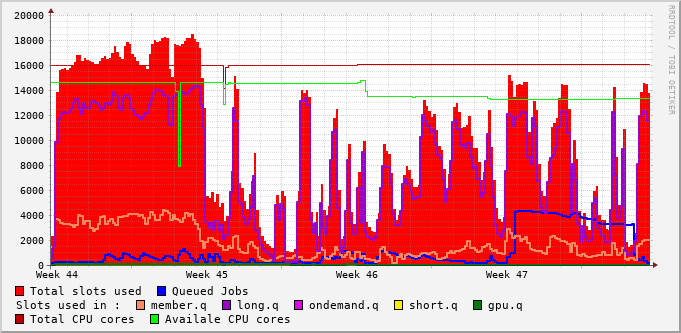 20000
18000
16000
14000
12000
10000
8000
6000
4000
2000
0
Week 44 Week 45 Week 46 Week 47
Total slots used Queued Jobs
Slots used in : member.q long.q ondemand.q short.q gpu.q
Total CPU cores Availale CPU cores
RRDTOOL / TOBI OETIKER